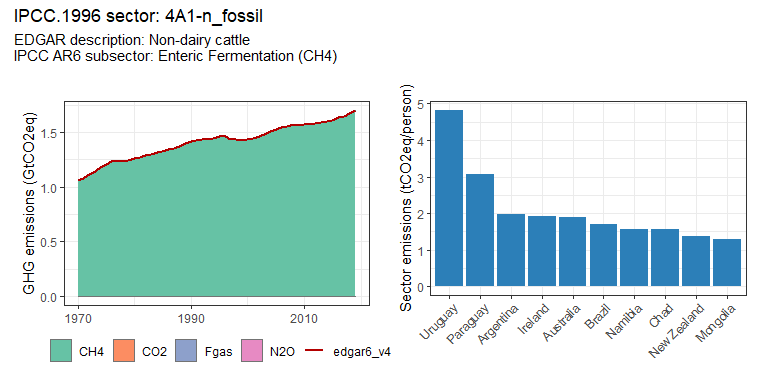 IPCC.1996 sector: 4A1-n_fossil
EDGAR description: Non-dairy cattle
IPCC AR6 subsector: Enteric Fermentation (CH4)
GHG emissions (GtCO2eq)
1.5
1.0
0.5
0.0
1970
1990
2010
CH4
CO2
Fgas
N2O
edgar6_v4
Sector emissions (tCO2eq/person)
5
4
3
2
1
0
Uruguay
Paraguay
Argentina
Ireland
Australia
Brazil
Namibia
Chad
New Zealand
Mongolia